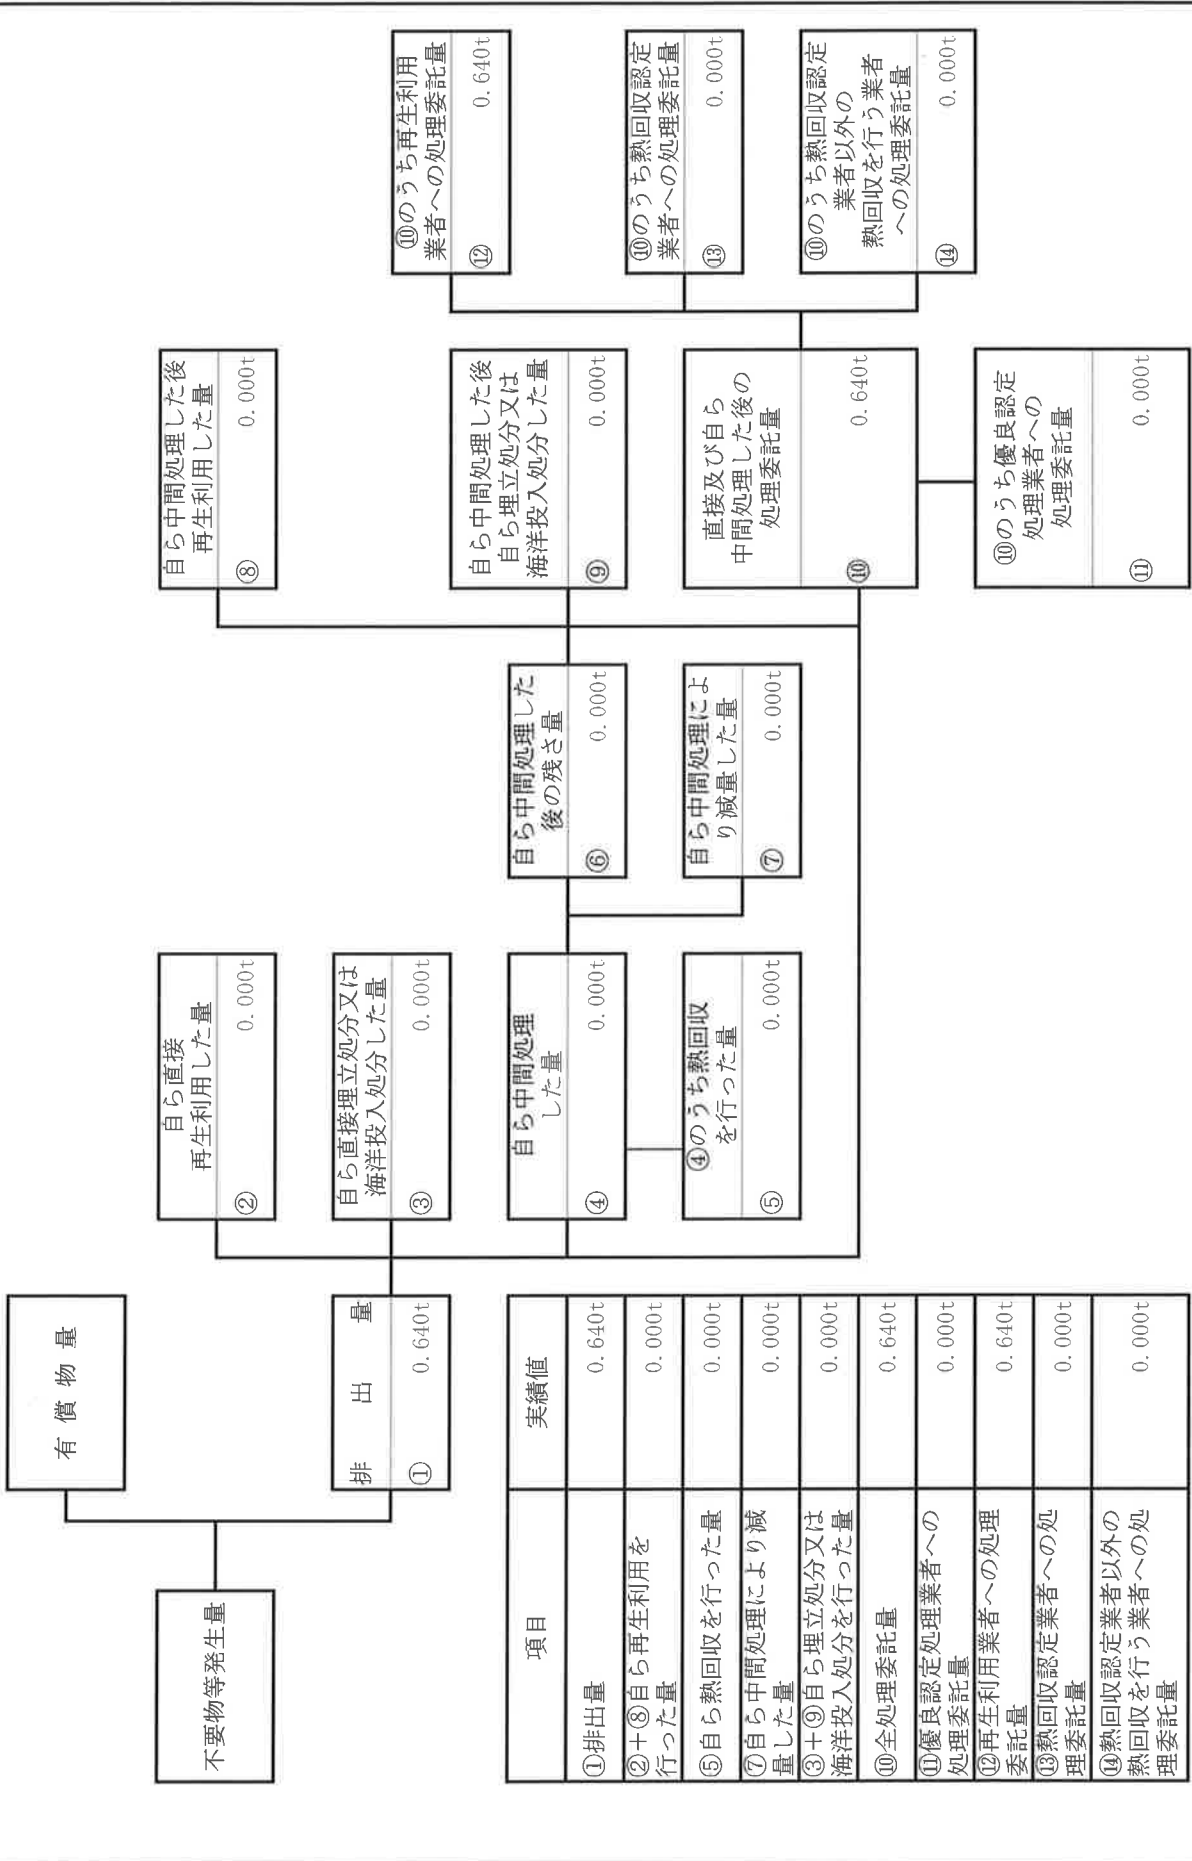 不要物等発生量
有償物量
排出量
① 0.640t
自ら直接
再生利用した量
② 0.000t
自ら直接埋立処分又は
海洋投入処分した量
③ 0.000t
自ら中間処理
した量
④ 0.000t
④のうち熱回収
を行った量
⑤ 0.000t
自ら中間処理した
後の残さ量
⑥ 0.000t
自ら中間処理によ
り減量した量
⑦ 0.000t
自ら中間処理した後
再生利用した量
⑧ 0.000t
自ら中間処理した後
自ら埋立処分又は
海洋投入処分した量
⑨ 0.000t
直接及び自ら
中間処理した後の
処理委託量
⑩ 0.640t
⑩のうち優良認定
処理業者への
処理委託量
⑪ 0.000t
⑩のうち再生利用
業者への処理委託量
⑫ 0.640t
⑩のうち熱回収認定
業者への処理委託量
⑬ 0.000t
⑩のうち熱回収認定
業者以外の
熱回収を行う業者
への処理委託量
⑭ 0.000t
項目 実績値
①排出量 0.640t
②+⑧自ら再生利用を
行った量 0.000t
⑤自ら熱回収を行った量 0.000t
⑦自ら中間処理により減
量した量 0.000t
③+⑨自ら埋立処分又は
海洋投入処分を行った量 0.000t
⑩全処理委託量 0.640t
⑪優良認定処理業者への
処理委託量 0.000t
⑫再生利用業者への処理
委託量 0.640t
⑬熱回収認定業者への処
理委託量 0.000t
⑭熱回収認定業者以外の
熱回収を行う業者への処
理委託量 0.000t